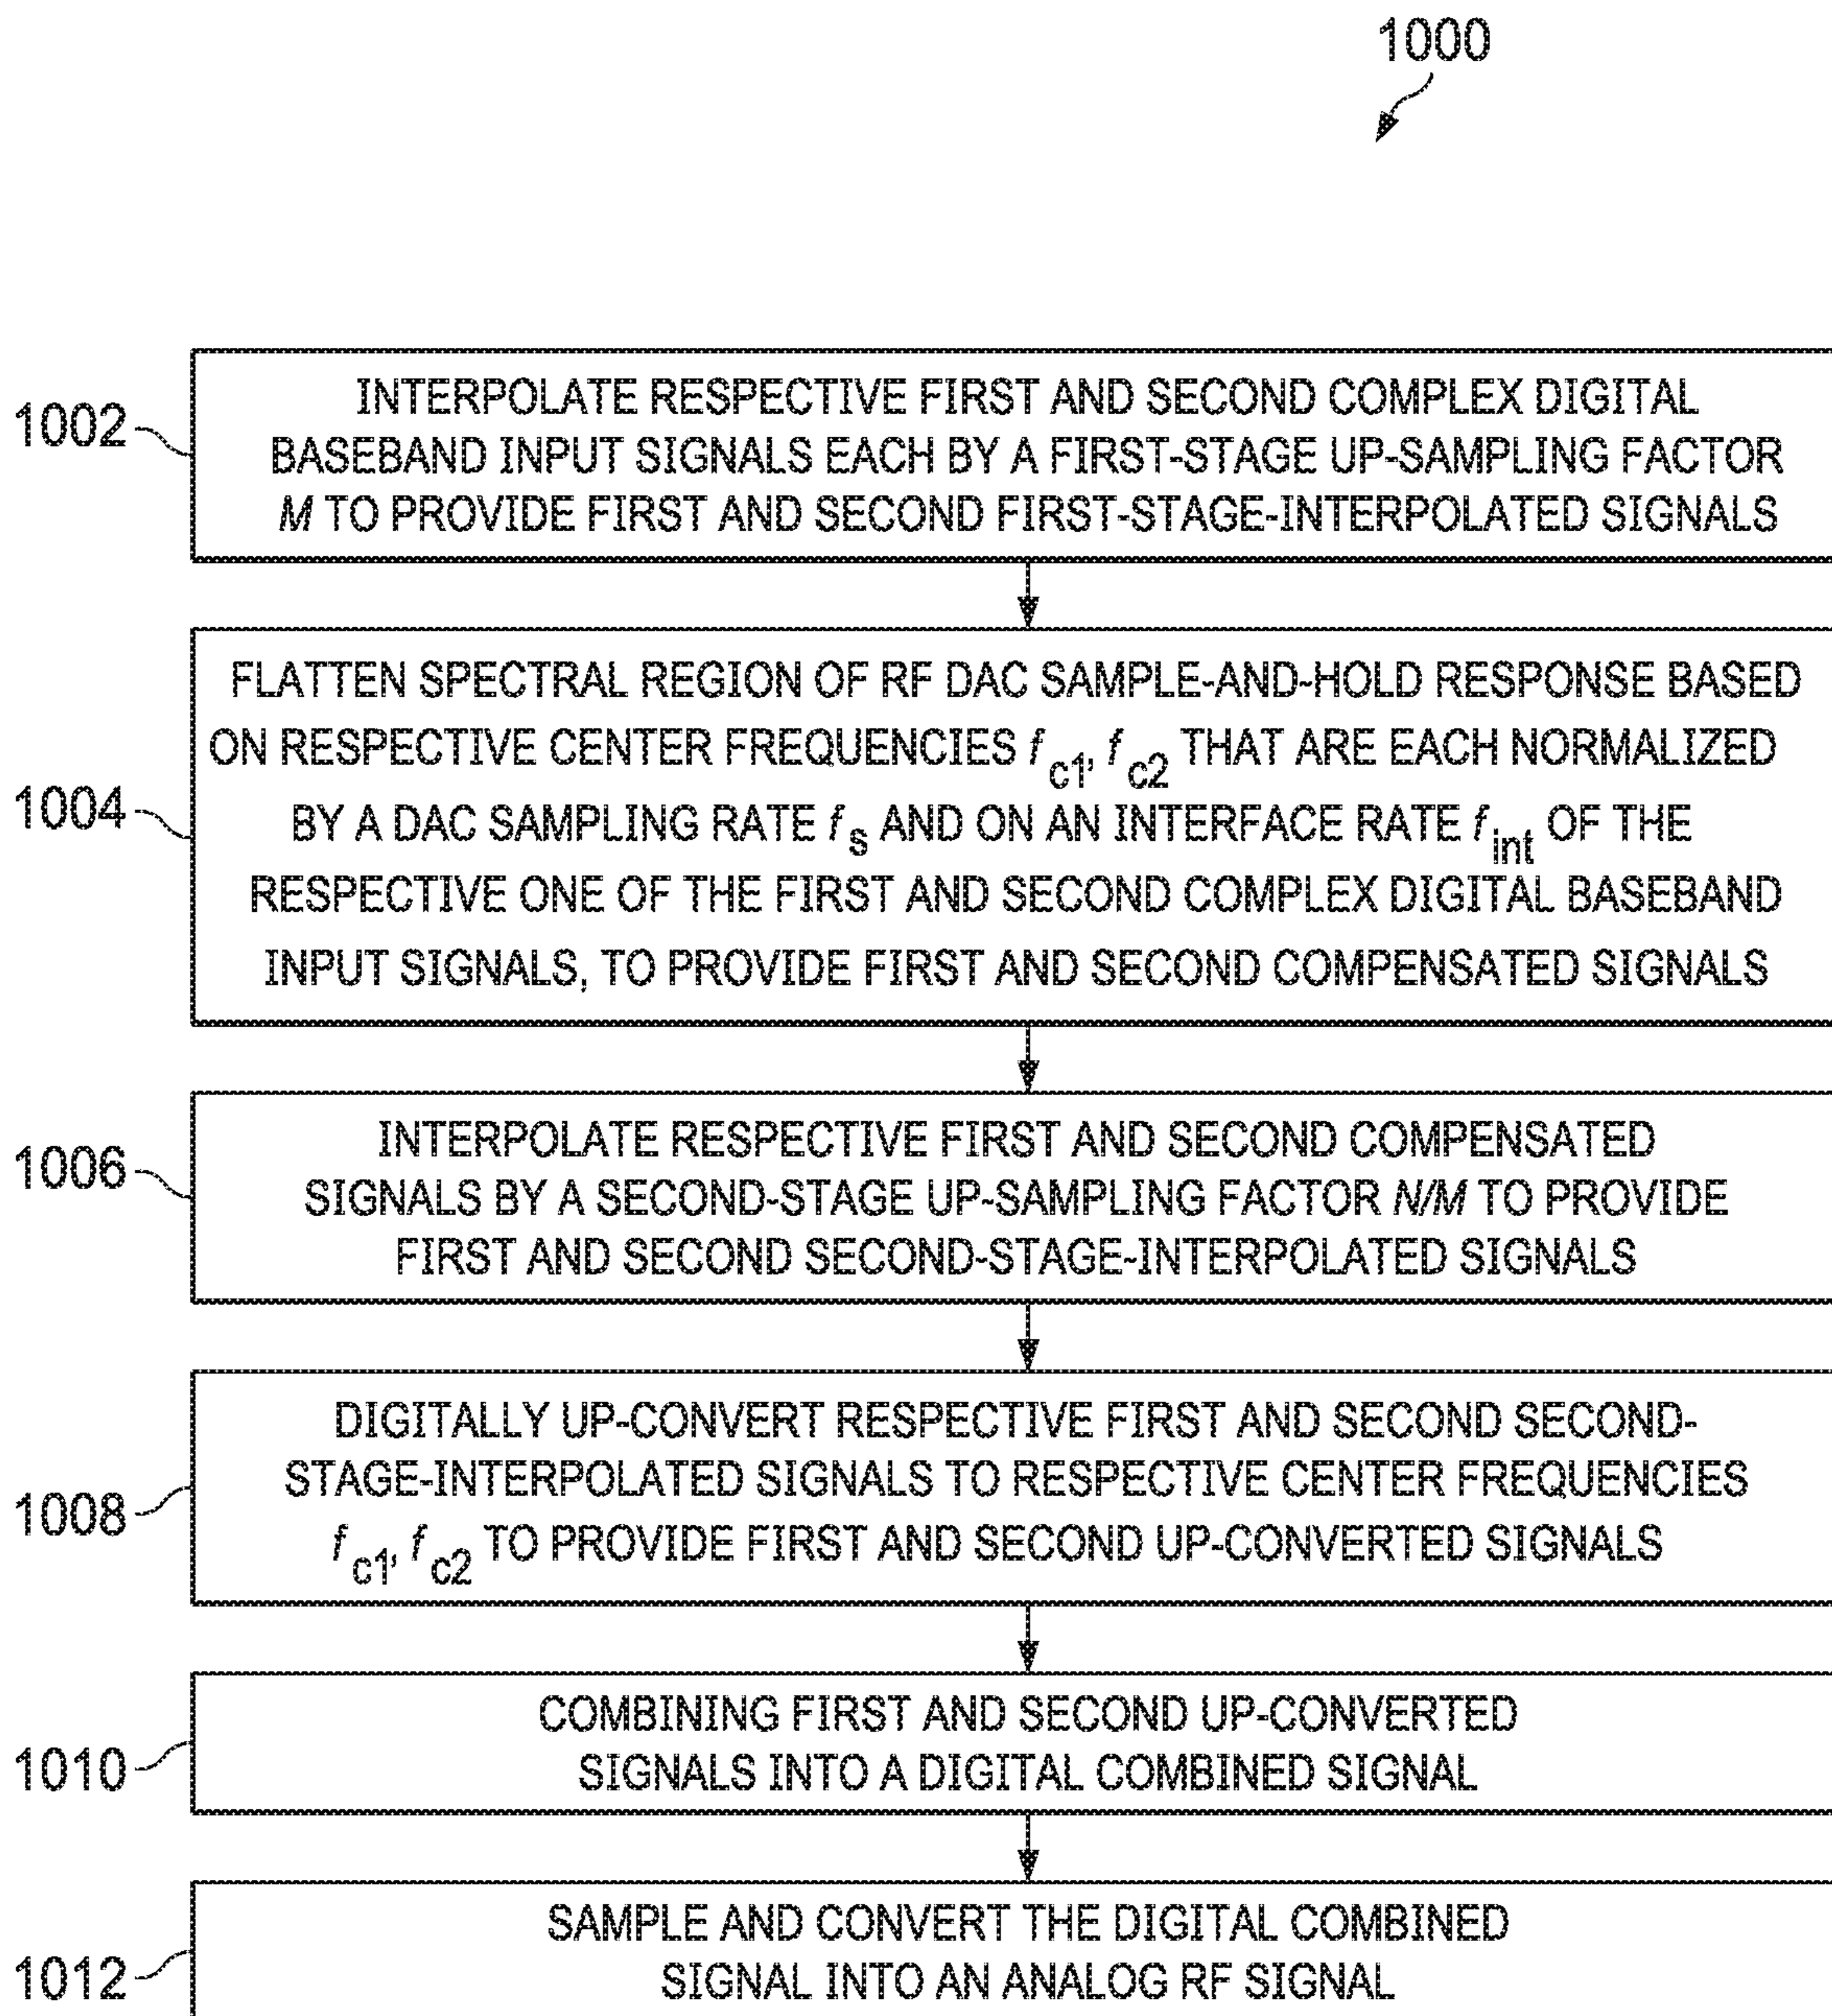 1000
1002
INTERPOLATE RESPECTIVE FIRST AND SECOND COMPLEX DIGITAL
BASEBAND INPUT SIGNALS EACH BY A FIRST-STAGE UP-SAMPLING FACTOR
M TO PROVIDE FIRST AND SECOND FIRST-STAGE-INTERPOLATED SIGNALS
1004
FLATTEN SPECTRAL REGION OF RF DAC SAMPLE-AND-HOLD RESPONSE BASED
ON RESPECTIVE CENTER FREQUENCIES f c1, f c2 THAT ARE EACH NORMALIZED
BY A DAC SAMPLING RATE f s AND ON AN INTERFACE RATE f int OF THE
RESPECTIVE ONE OF THE FIRST AND SECOND COMPLEX DIGITAL BASEBAND
INPUT SIGNALS, TO PROVIDE FIRST AND SECOND COMPENSATED SIGNALS
1006
INTERPOLATE RESPECTIVE FIRST AND SECOND COMPENSATED
SIGNALS BY A SECOND-STAGE UP-SAMPLING FACTOR N/M TO PROVIDE
FIRST AND SECOND SECOND-STAGE-INTERPOLATED SIGNALS
1008
DIGITALLY UP-CONVERT RESPECTIVE FIRST AND SECOND SECOND-
STAGE-INTERPOLATED SIGNALS TO RESPECTIVE CENTER FREQUENCIES
f c1, f c2 TO PROVIDE FIRST AND SECOND UP-CONVERTED SIGNALS
1010
COMBINING FIRST AND SECOND UP-CONVERTED
SIGNALS INTO A DIGITAL COMBINED SIGNAL
1012
SAMPLE AND CONVERT THE DIGITAL COMBINED
SIGNAL INTO AN ANALOG RF SIGNAL